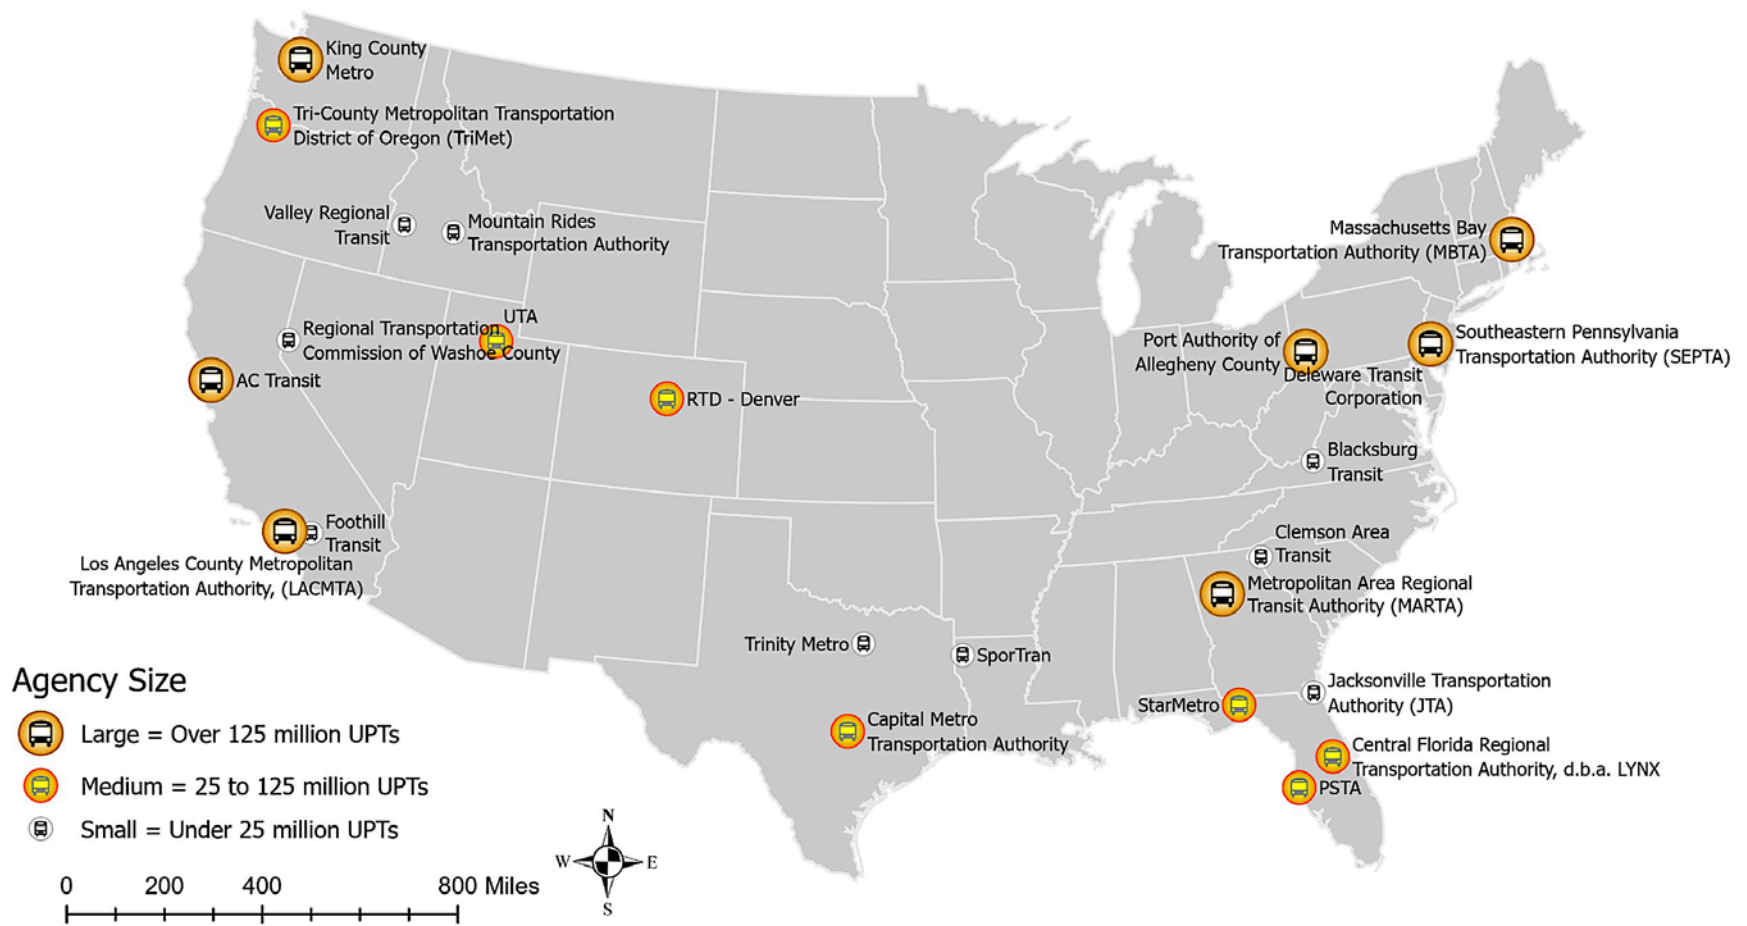 King County
Metro
Tri-County Metropolitan Transportation
District of Oregon (TriMet)
Valley Regional
Transit
Mountain Rides
Transportation Authority
Massachusetts Bay
Transportation Authority (MBTA)
UTA
Regional Transportation
Commission of Washoe County
AC Transit
RTD - Denver
Port Authority of
Allegheny County
Southeastern Pennsylvania
Transportation Authority (SEPTA)
Deleware Transit
Corporation
Blacksburg
Transit
Foothill
Transit
Los Angeles County Metropolitan
Transportation Authority, (LACMTA)
Clemson Area
Transit
Metropolitan Area Regional
Transit Authority (MARTA)
Trinity Metro
SporTran
Jacksonville Transportation
Authority (JTA)
StarMetro
Capital Metro
Transportation Authority
Central Florida Regional
Transportation Authority, d.b.a. LYNX
PSTA
Agency Size
Large = Over 125 million UPTs
Medium = 25 to 125 million UPTs
Small = Under 25 million UPTs
0 200 400 800 Miles
N
W E
S